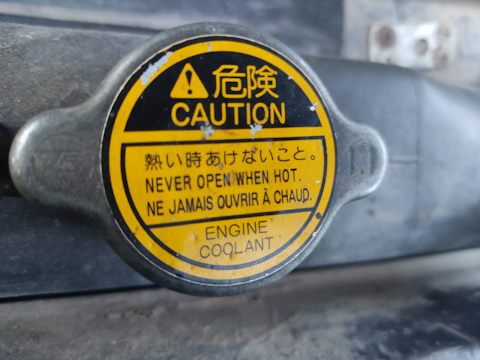 危険
CAUTION
熱い時あけないこと。
NEVER OPEN WHEN HOT.
NE JAMAIS OUVRIR À CHAUD.
ENGINE
COOLANT